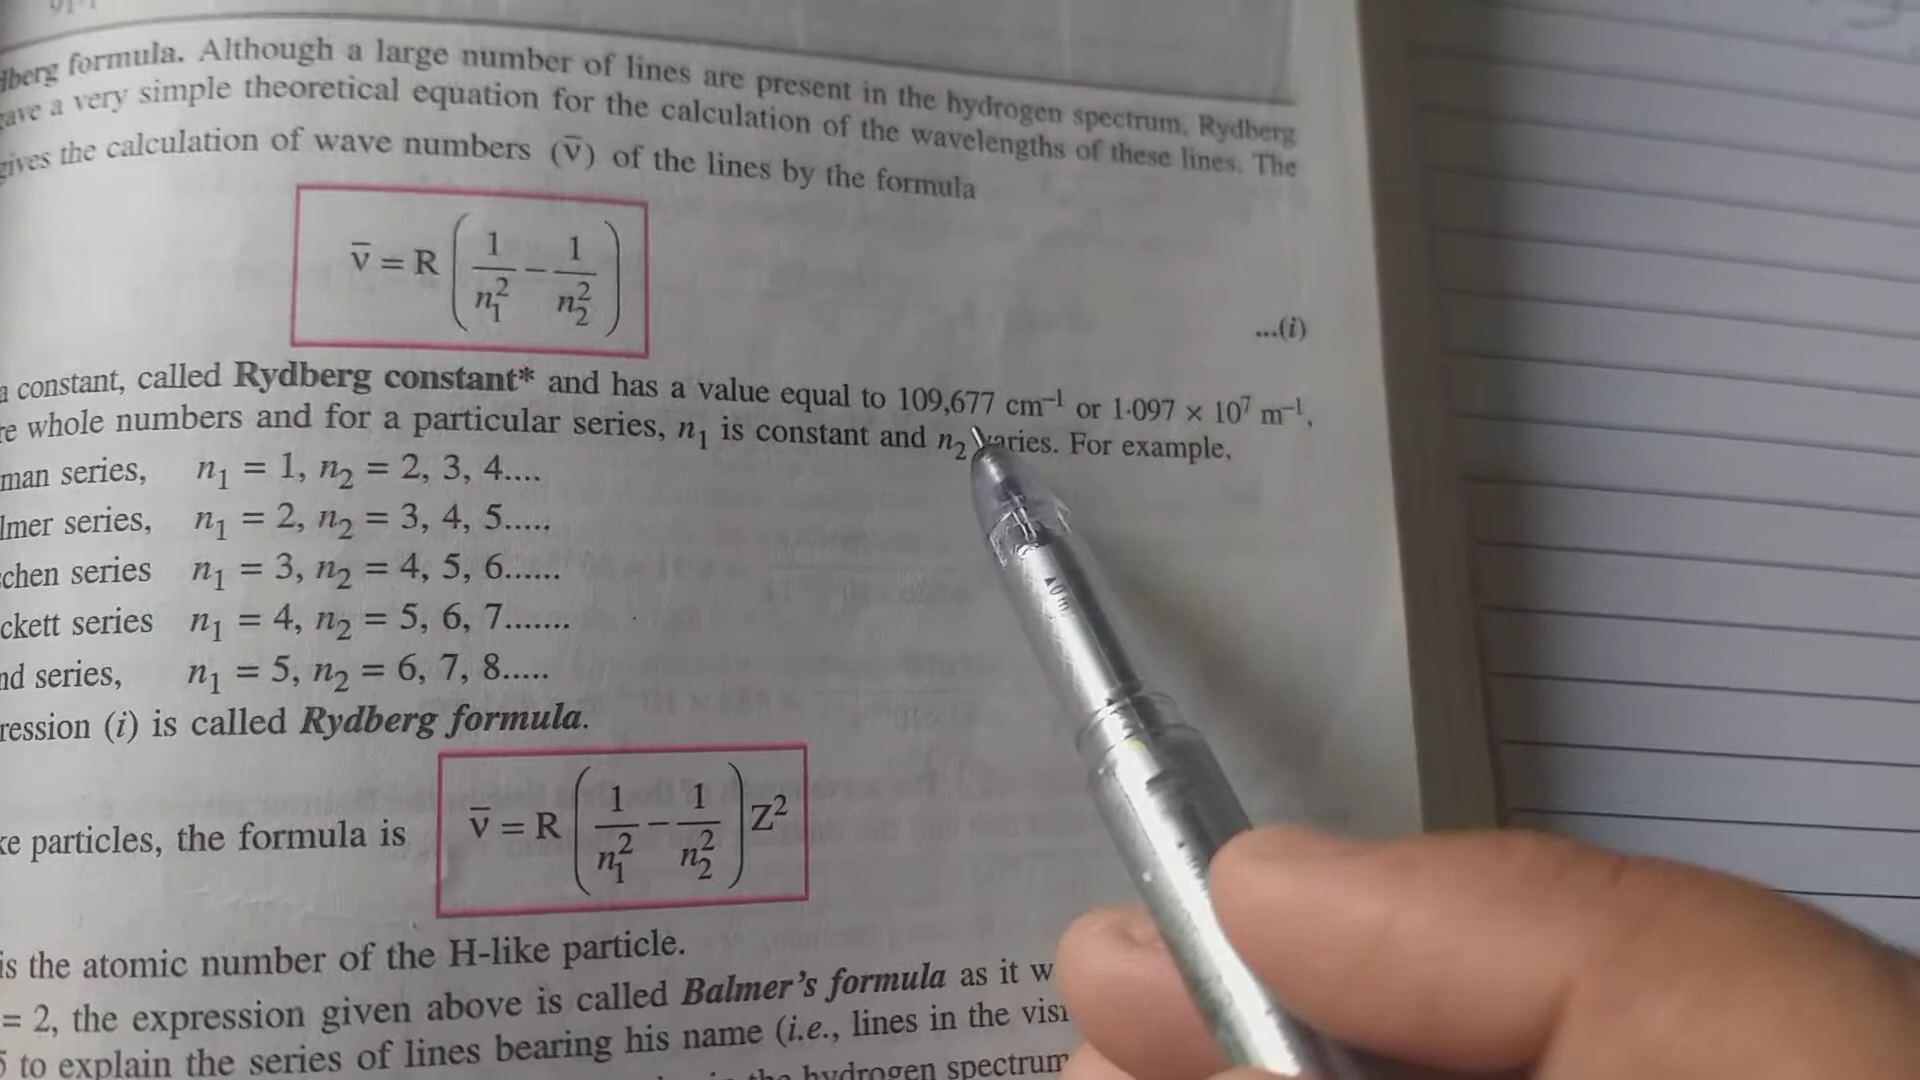 formula. Although a large number of lines are present in the hydrogen spectrum, Rydberg
a very simple theoretical equation for the calculation of the wavelengths of these lines. The
gives the calculation of wave numbers (ν̄) of the lines by the formula
ν̄ = R (1/n₁² − 1/n₂²)
...(i)
a constant, called Rydberg constant* and has a value equal to 109,677 cm⁻¹ or 1·097 × 10⁷ m⁻¹,
whole numbers and for a particular series, n₁ is constant and n₂ varies. For example,
man series, n₁ = 1, n₂ = 2, 3, 4....
lmer series, n₁ = 2, n₂ = 3, 4, 5.....
chen series n₁ = 3, n₂ = 4, 5, 6......
ckett series n₁ = 4, n₂ = 5, 6, 7.......
nd series, n₁ = 5, n₂ = 6, 7, 8.....
ression (i) is called Rydberg formula.
ke particles, the formula is ν̄ = R (1/n₁² − 1/n₂²) Z²
is the atomic number of the H-like particle.
= 2, the expression given above is called Balmer's formula as it w
5 to explain the series of lines bearing his name (i.e., lines in the visi
the hydrogen spectrum